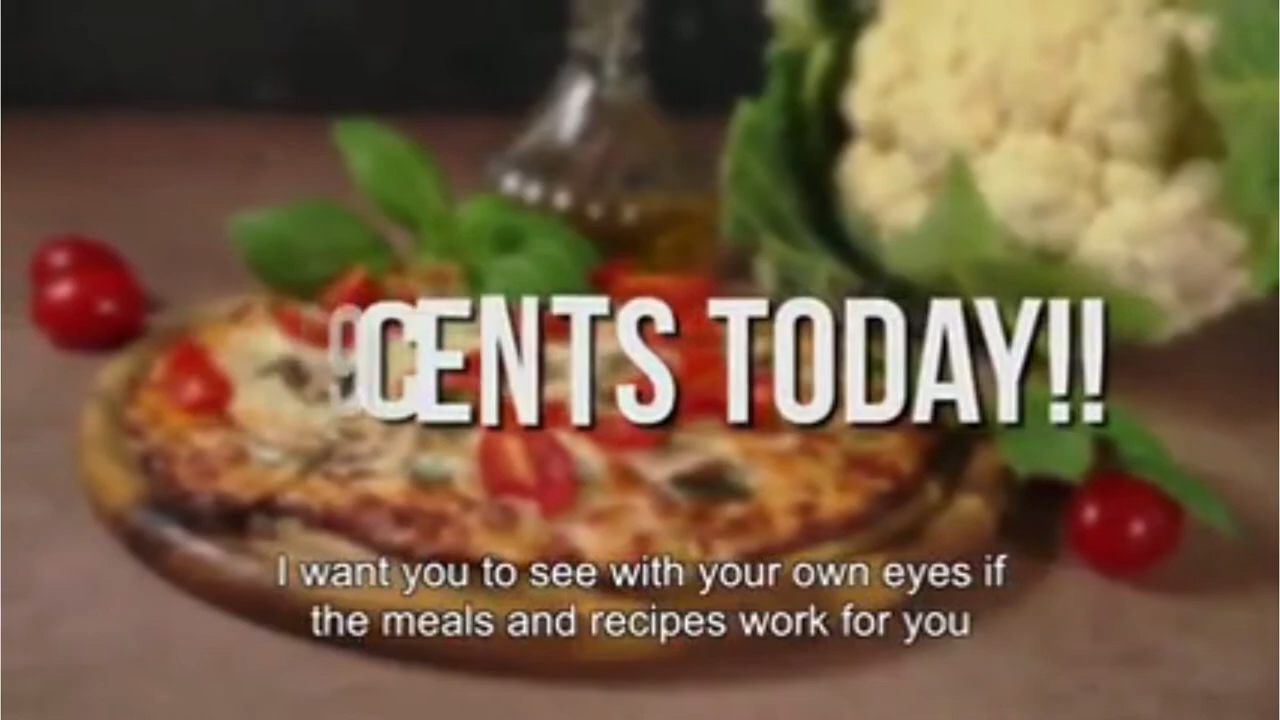 CENTS TODAY!!
I want you to see with your own eyes if
the meals and recipes work for you